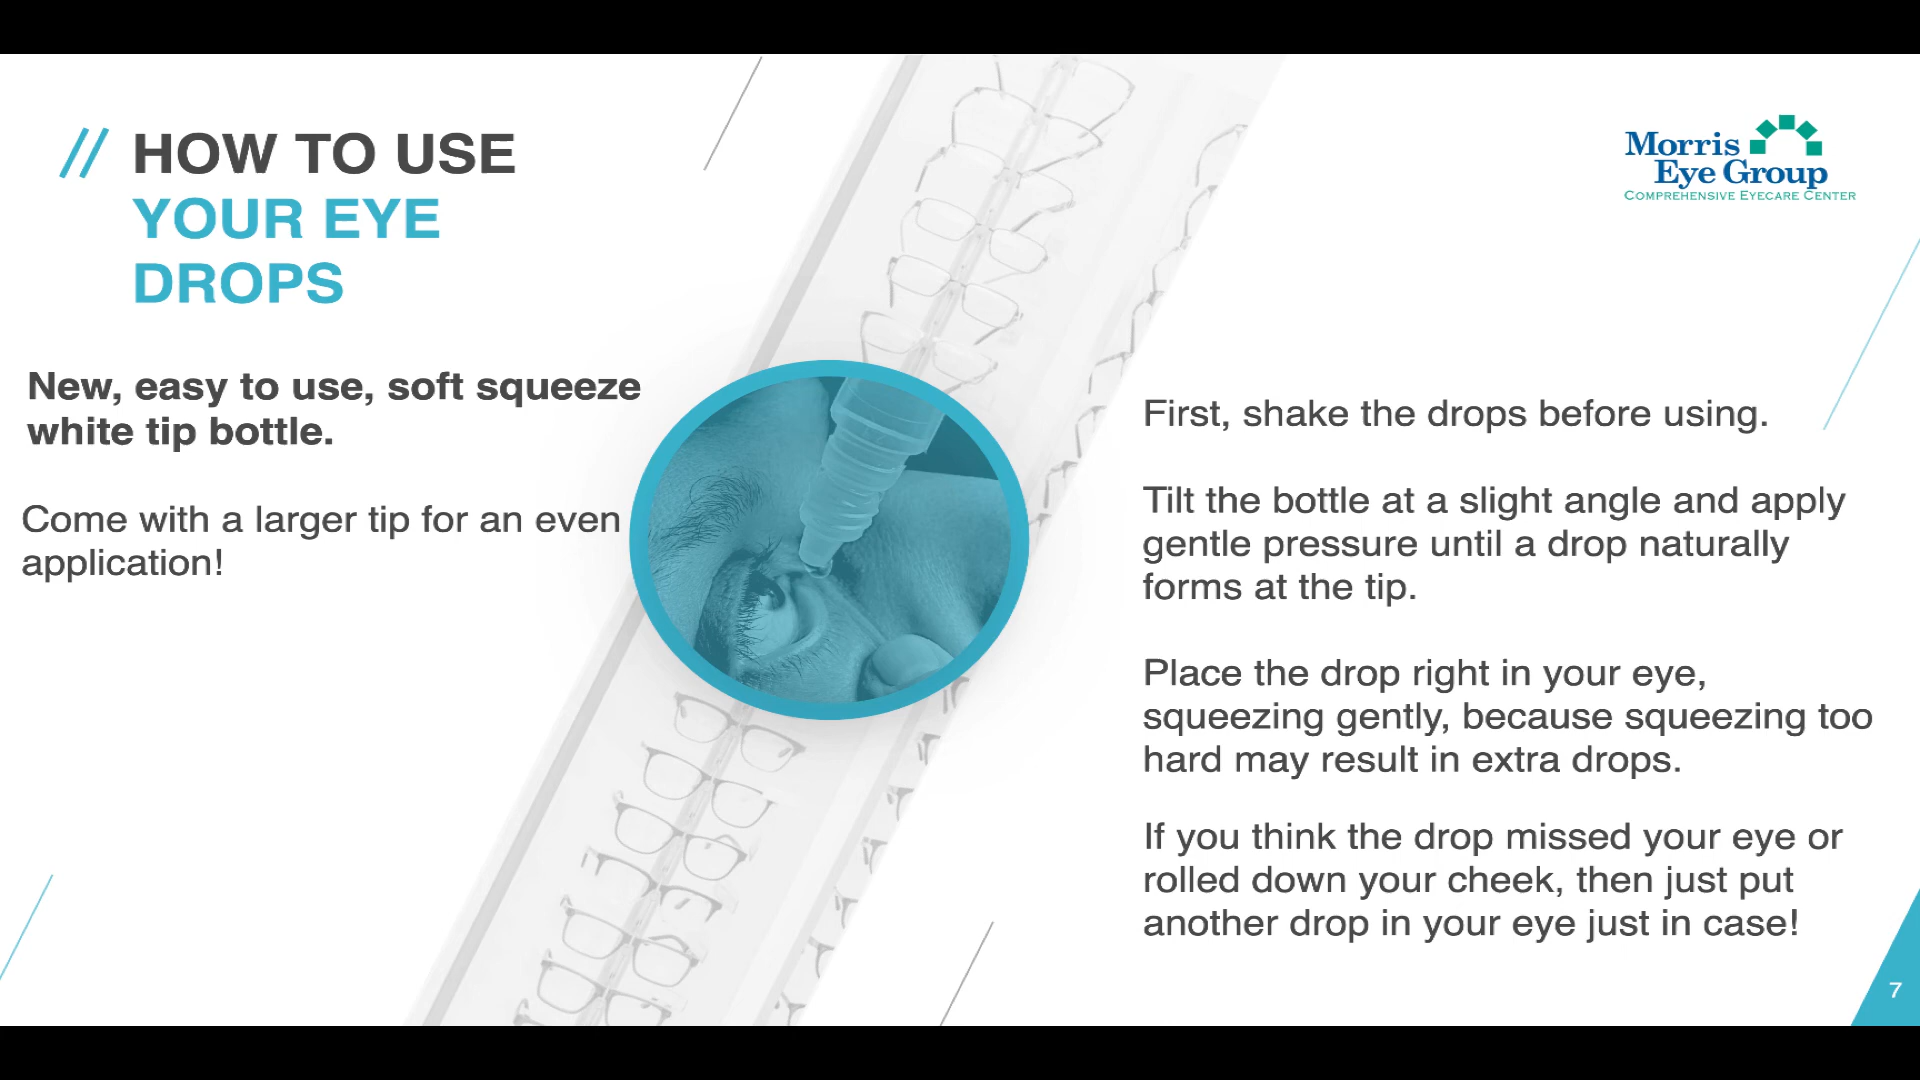 HOW TO USE
YOUR EYE
DROPS
Morris
Eye Group
COMPREHENSIVE EYECARE CENTER
New, easy to use, soft squeeze
white tip bottle.
Come with a larger tip for an even
application!
First, shake the drops before using.
Tilt the bottle at a slight angle and apply
gentle pressure until a drop naturally
forms at the tip.
Place the drop right in your eye,
squeezing gently, because squeezing too
hard may result in extra drops.
If you think the drop missed your eye or
rolled down your cheek, then just put
another drop in your eye just in case!
7